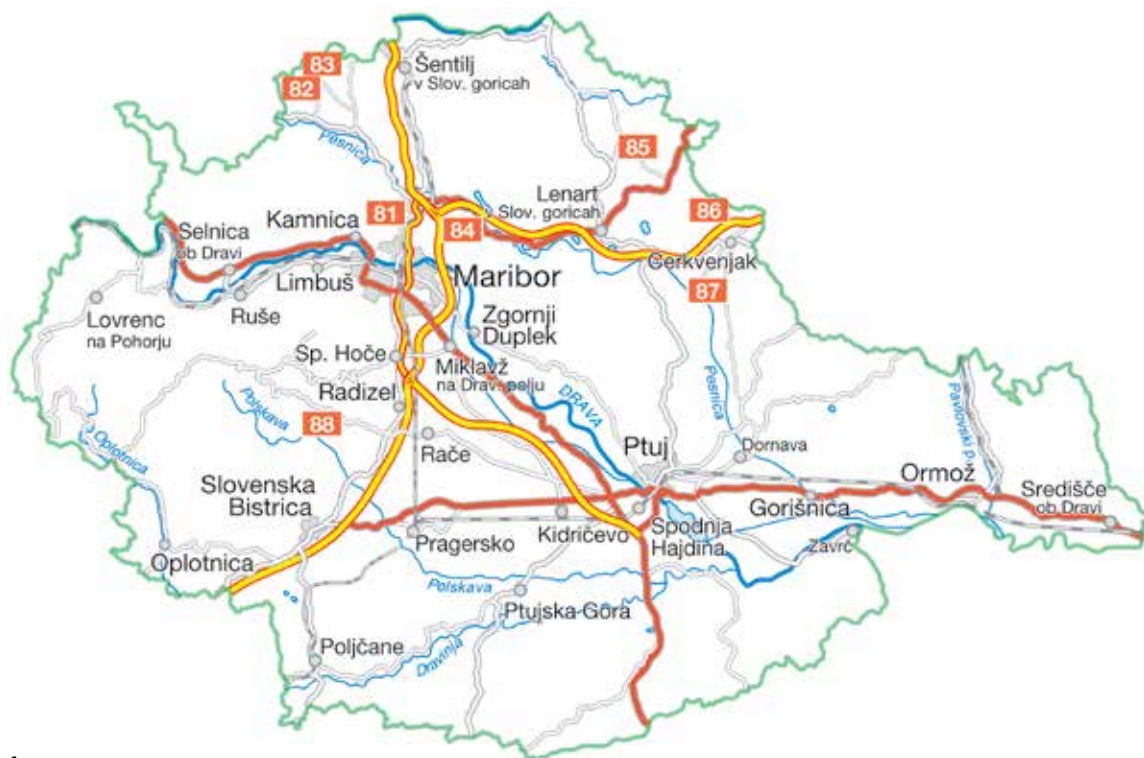 83
82
Šentilj
v Slov. goricah
Pesnica
85
Lenart
v Slov. goricah
81
84
86
Kamnica
Selnica
ob Dravi
Cerkvenjak
87
Limbuš
Maribor
Ruše
Lovrenc
na Pohorju
Zgornji
Duplek
Sp. Hoče
Miklavž
na Drav. polju
Radizel
DRAVA
Pesnica
Pavlovski p.
Polskava
88
Oplotnica
Rače
Ptuj
Dornava
Ormož
Slovenska
Bistrica
Središče
ob Dravi
Gorišnica
Kidričevo
Spodnja
Hajdina
Pragersko
Zavrč
Oplotnica
Polskava
Ptujska Gora
Poljčane
Dravinja